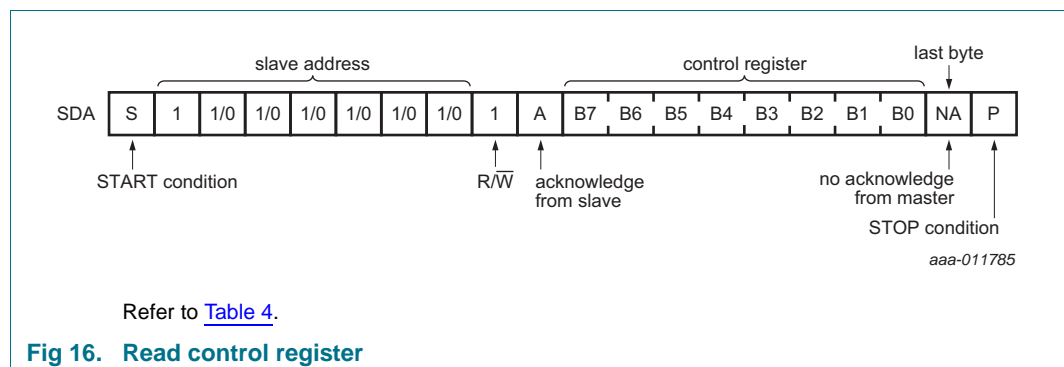 last byte
slave address
control register
SDA S 1 1/0 1/0 1/0 1/0 1/0 1/0 1 A B7 B6 B5 B4 B3 B2 B1 B0 NA P
START condition
R/W̅
acknowledge
from slave
no acknowledge
from master
STOP condition
aaa-011785
Refer to Table 4.
Fig 16. Read control register